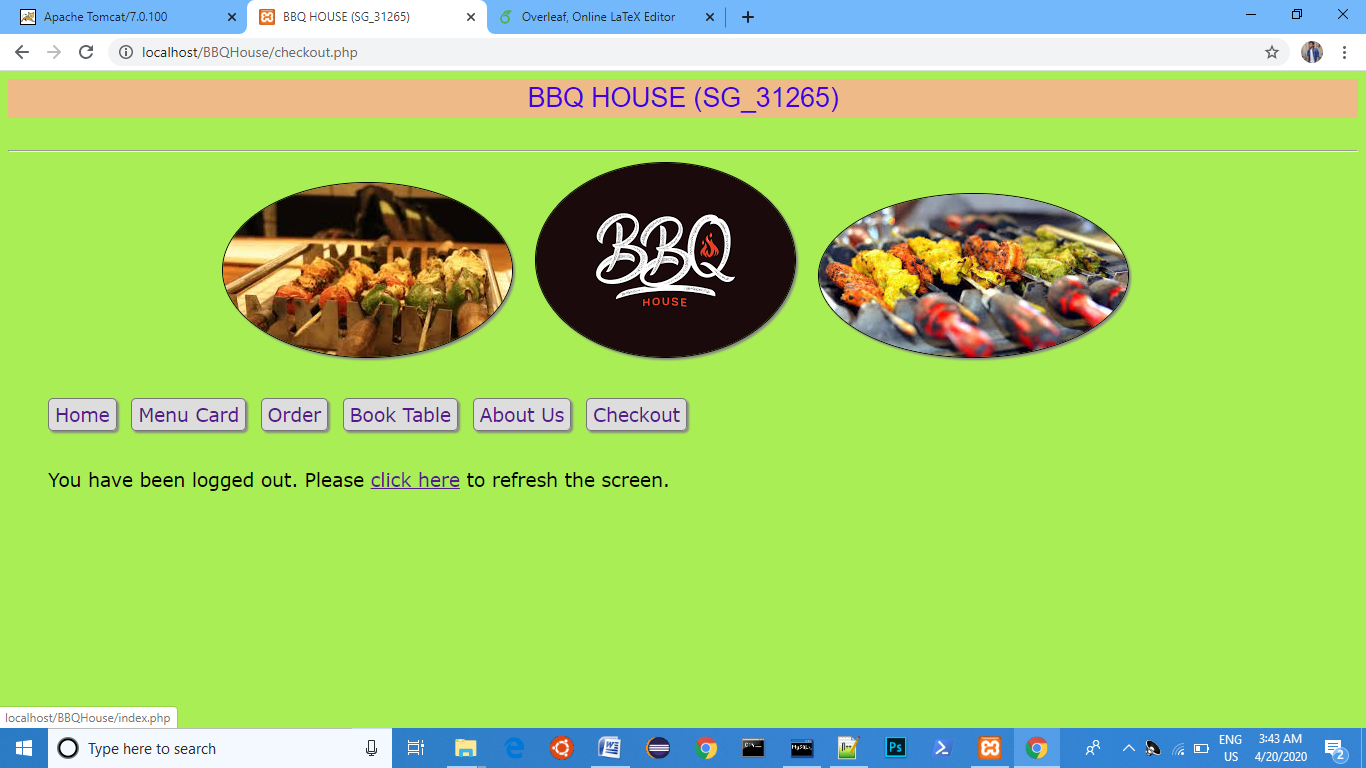 Apache Tomcat/7.0.100
BBQ HOUSE (SG_31265)
Overleaf, Online LaTeX Editor
localhost/BBQHouse/checkout.php
BBQ HOUSE (SG_31265)
BBQ
HOUSE
Home
Menu Card
Order
Book Table
About Us
Checkout
You have been logged out. Please click here to refresh the screen.
localhost/BBQHouse/index.php
Type here to search
MySQL
Ps
ENG
US
3:43 AM
4/20/2020
2